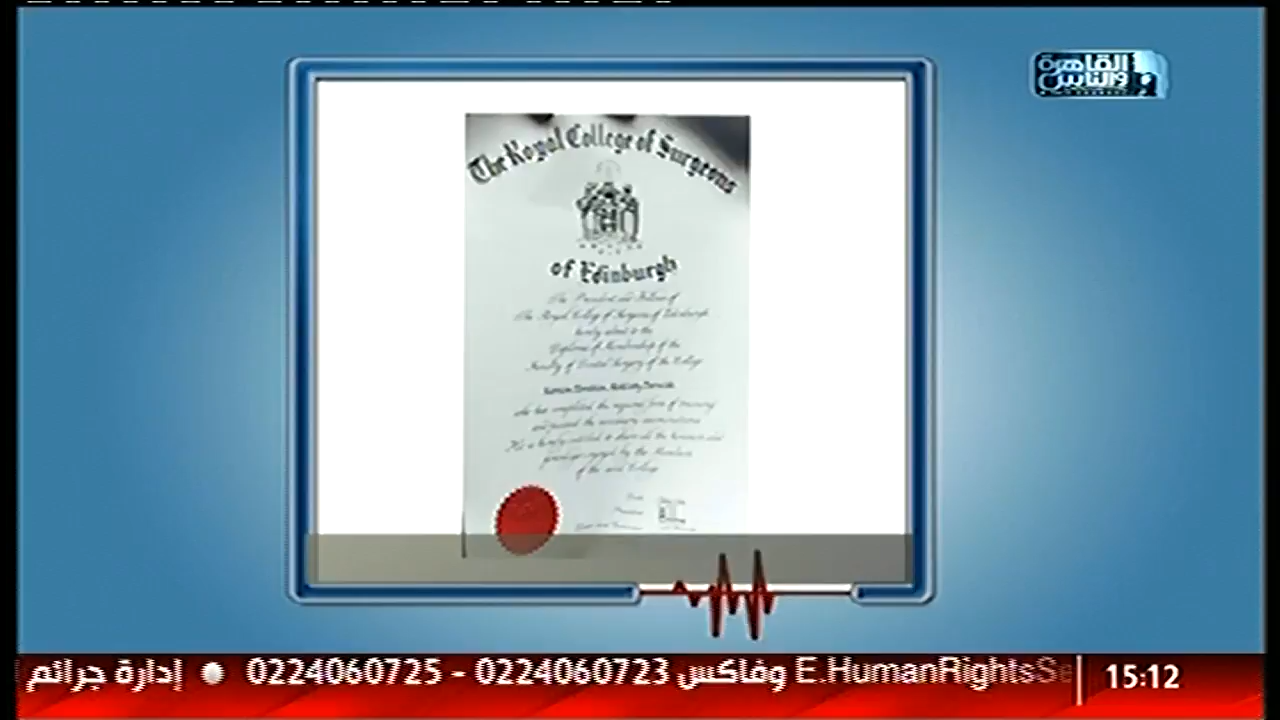 القاهرة
والناس
The Royal College of Surgeons
of Edinburgh
The President and Fellows of
The Royal College of Surgeons of Edinburgh
hereby admit to the
Diploma of Membership of the
Faculty of Dental Surgery of the College
who has completed the required form of training
and passed the necessary examinations
He is hereby entitled to share all the honours and
privileges enjoyed by the Members
of the said College
E.HumanRightsSe وفاكس 0224060723 - 0224060725 ● إدارة جرائم
15:12